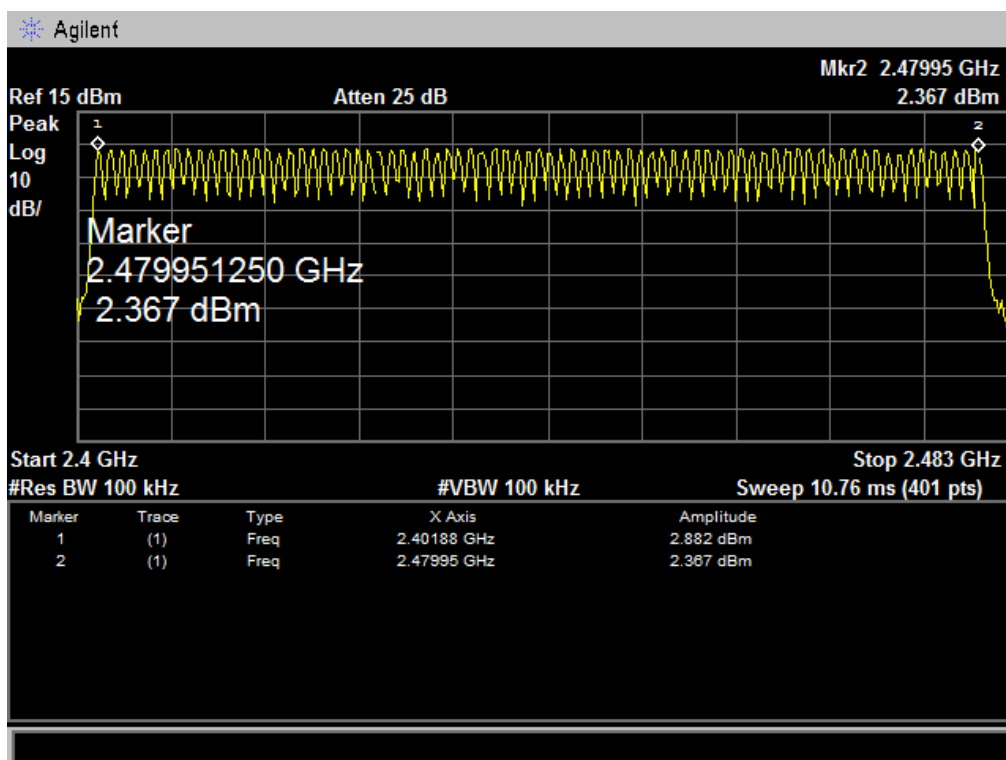 Agilent
Mkr2 2.47995 GHz
Ref 15 dBm Atten 25 dB 2.367 dBm
Peak
Log
10
dB/
1
2
Marker
2.479951250 GHz
2.367 dBm
Start 2.4 GHz Stop 2.483 GHz
#Res BW 100 kHz #VBW 100 kHz Sweep 10.76 ms (401 pts)
Marker Trace Type X Axis Amplitude
1 (1) Freq 2.40188 GHz 2.882 dBm
2 (1) Freq 2.47995 GHz 2.367 dBm